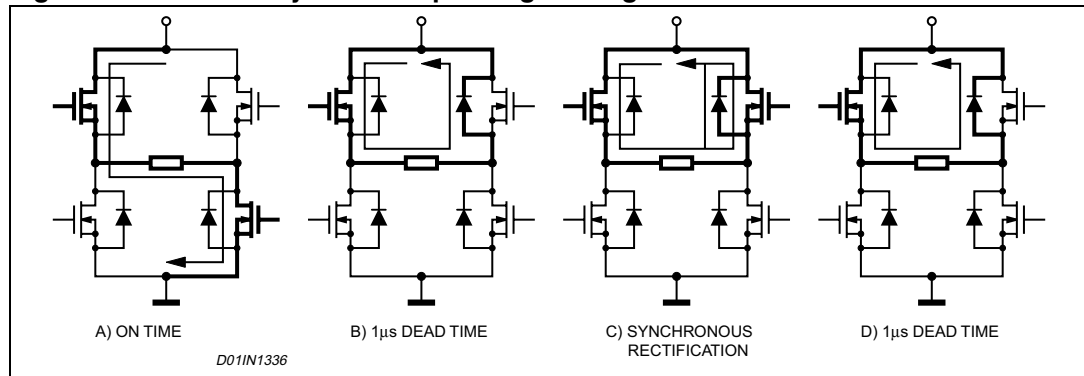 A) ON TIME
B) 1μs DEAD TIME
C) SYNCHRONOUS
RECTIFICATION
D) 1μs DEAD TIME
D01IN1336